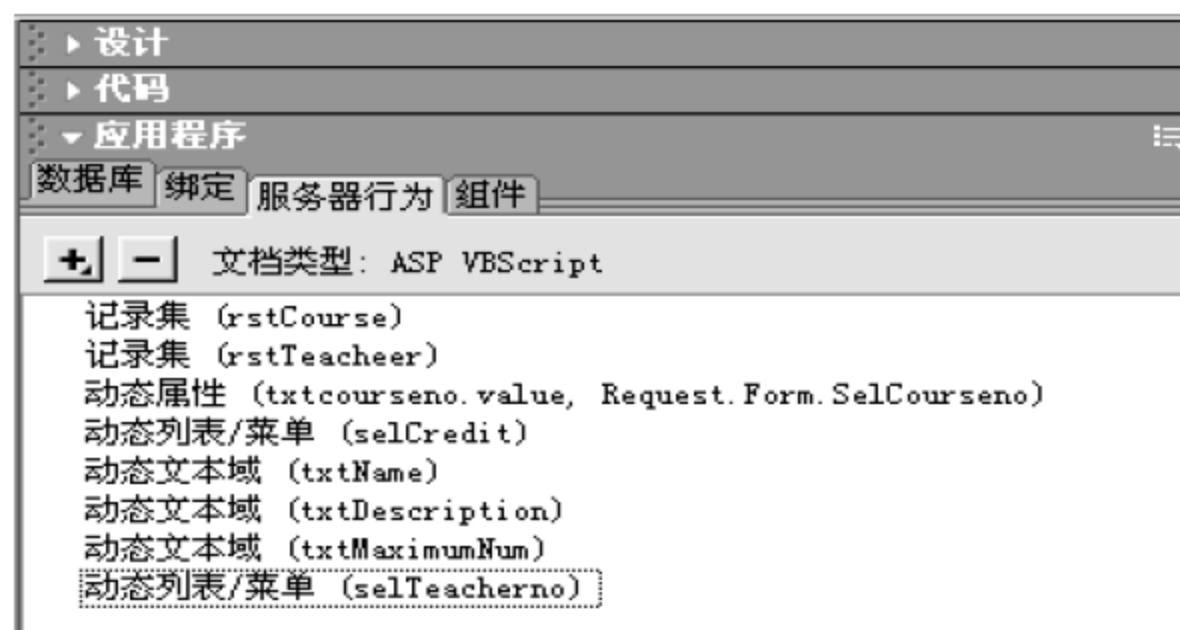 设计
代码
应用程序
数据库 绑定 服务器行为 组件
文档类型: ASP VBScript
记录集 (rstCourse)
记录集 (rstTeacheer)
动态属性 (txtcourseno.value, Request.Form.SelCourseno)
动态列表/菜单 (selCredit)
动态文本域 (txtName)
动态文本域 (txtDescription)
动态文本域 (txtMaximumNum)
动态列表/菜单 (selTeacherno)